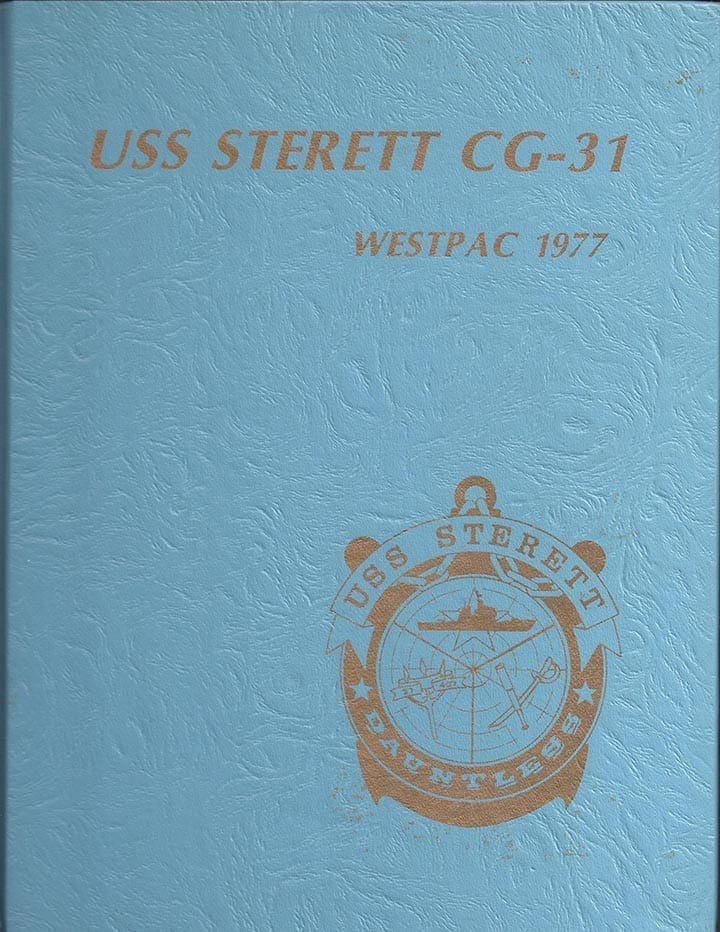 USS STERETT CG-31
WESTPAC 1977
USS STERETT
DAUNTLESS